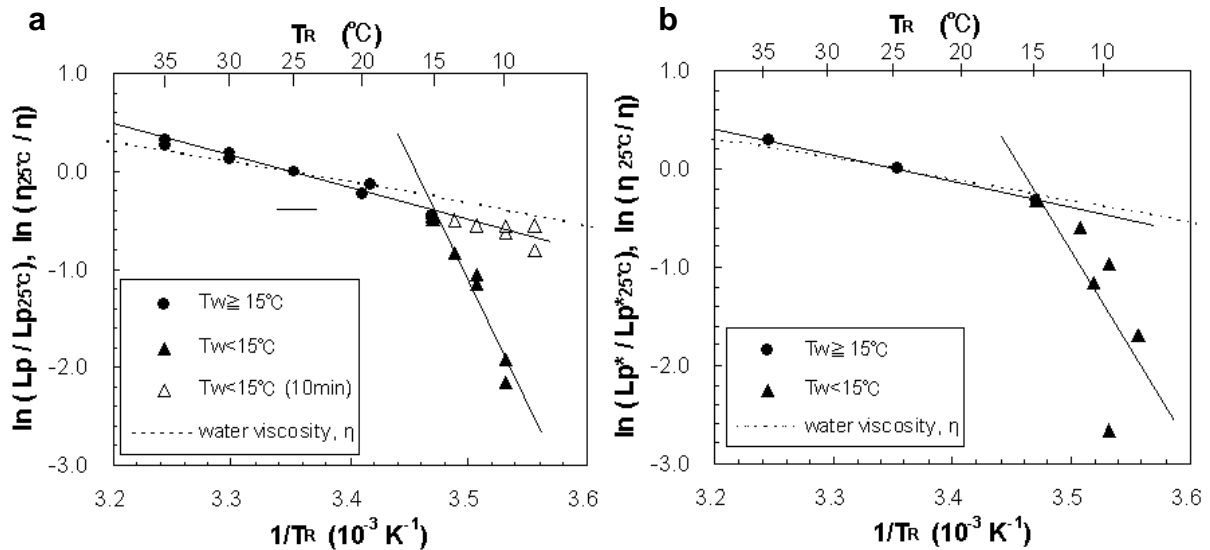 a
TR (℃)
35 30 25 20 15 10
1.0
0.0
-1.0
-2.0
-3.0
ln ( Lp / Lp25℃), ln ( η25℃ / η)
Tw≧ 15℃
Tw<15℃
Tw<15℃ (10min)
water viscosity, η
3.2 3.3 3.4 3.5 3.6
1/TR (10-3 K-1)
b
TR (℃)
35 30 25 20 15 10
1.0
0.0
-1.0
-2.0
-3.0
ln ( Lp* / Lp*25℃), ln ( η 25℃/ η)
Tw≧ 15℃
Tw<15℃
water viscosity, η
3.2 3.3 3.4 3.5 3.6
1/TR (10-3 K-1)